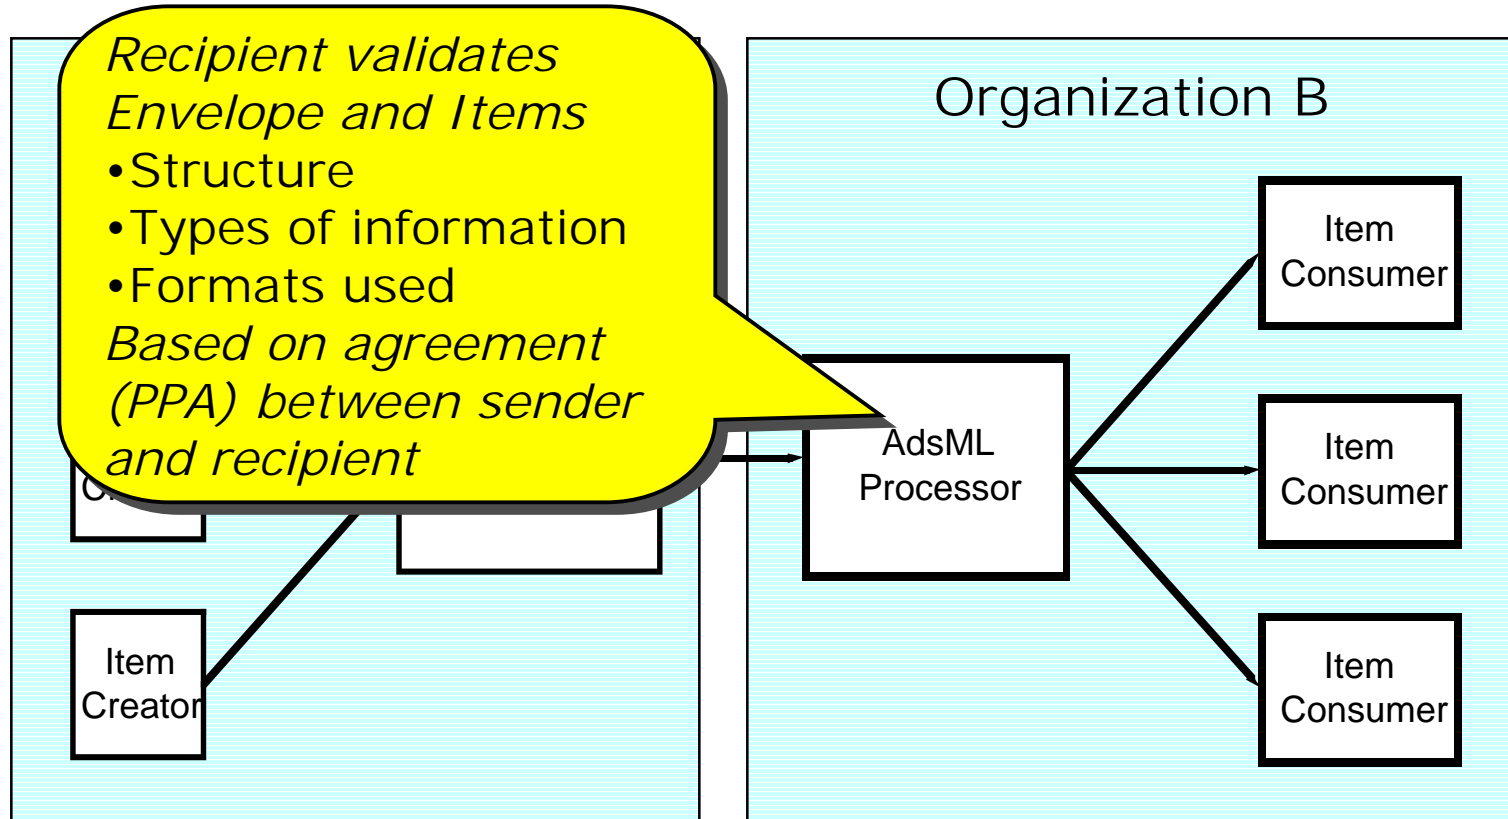 Recipient validates
Envelope and Items
•Structure
•Types of information
•Formats used
Based on agreement
(PPA) between sender
and recipient
Item
Creator
Organization B
AdsML
Processor
Item
Consumer
Item
Consumer
Item
Consumer